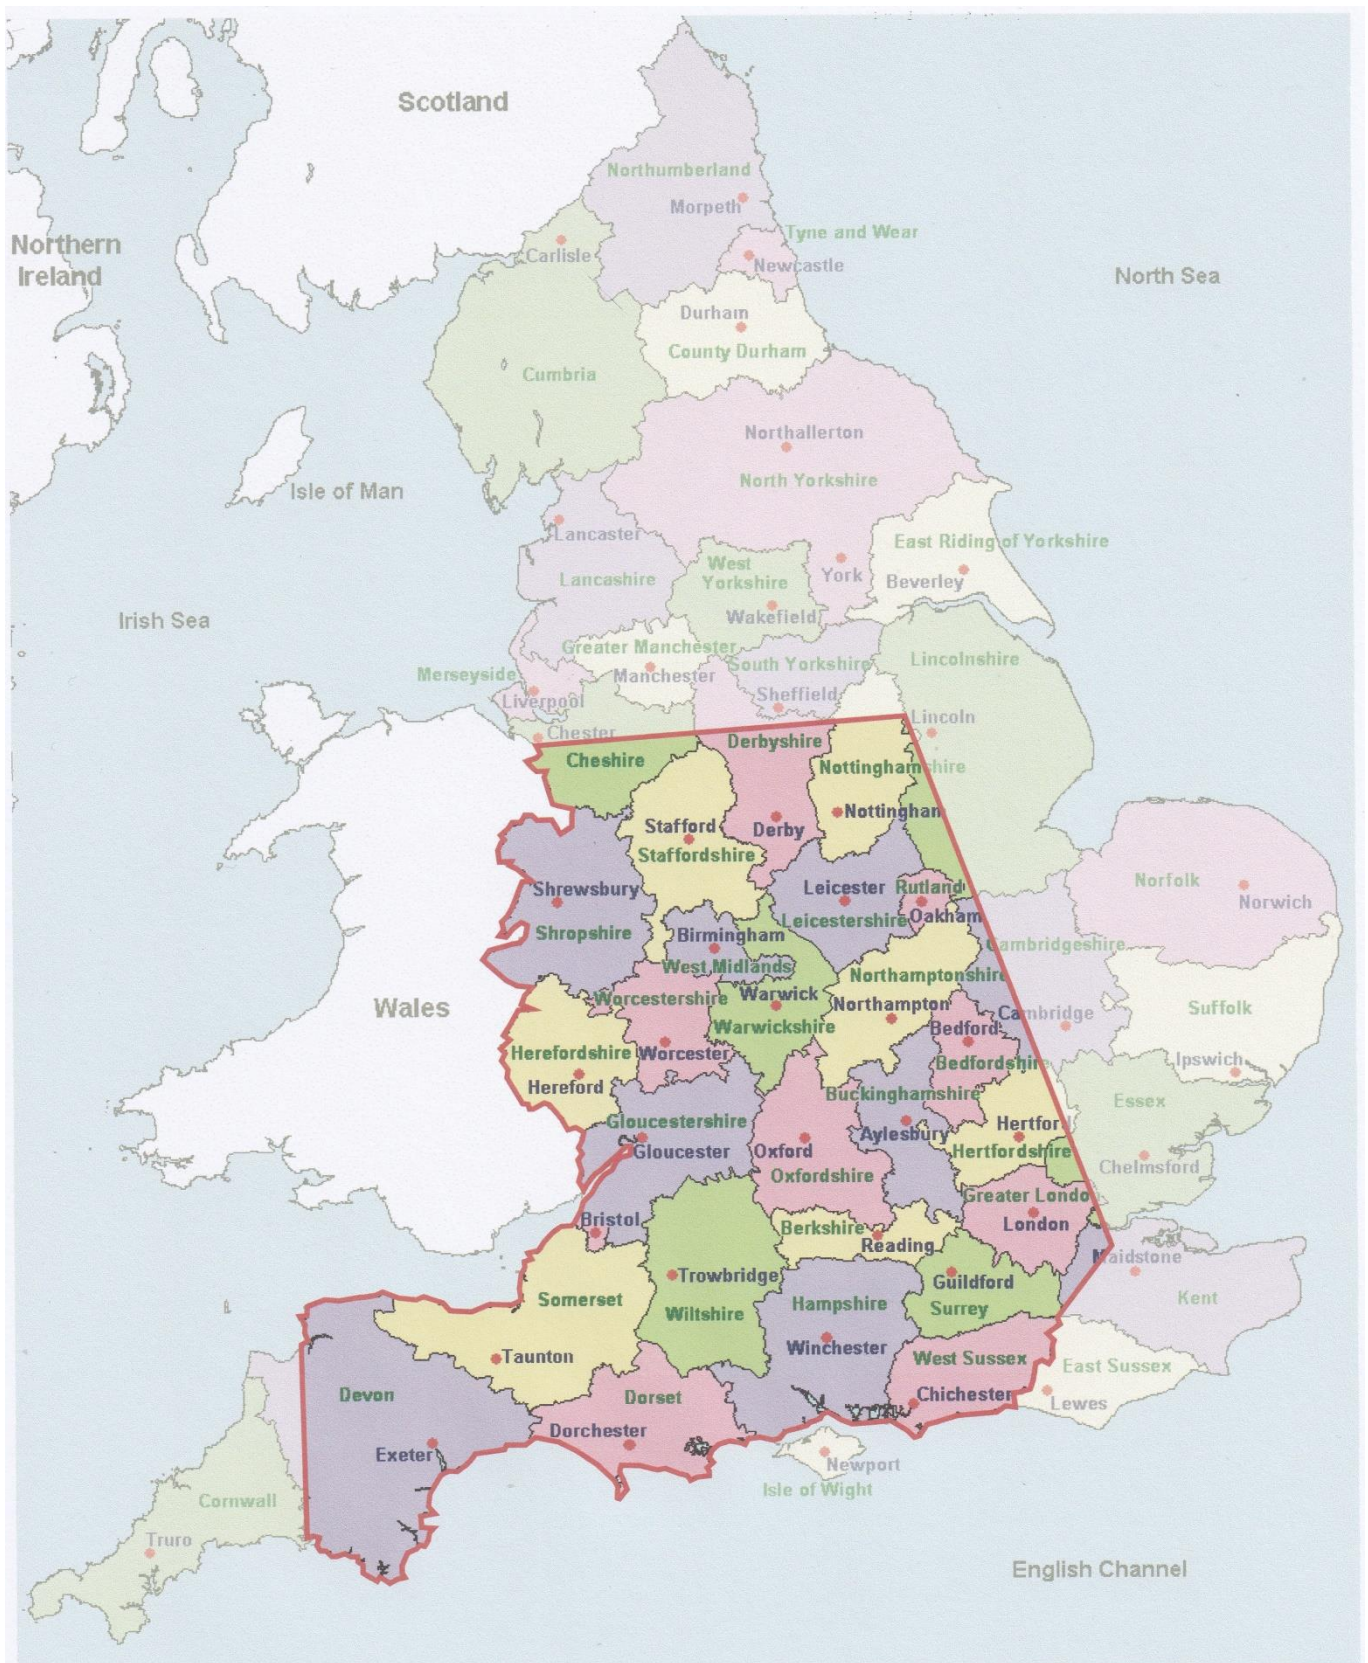 Scotland
Northumberland
Morpeth
Northern
Ireland
Carlisle
Tyne and Wear
Newcastle
North Sea
Durham
County Durham
Cumbria
Northallerton
North Yorkshire
Isle of Man
Lancaster
East Riding of Yorkshire
West
Yorkshire
Lancashire
York
Beverley
Wakefield
Irish Sea
Greater Manchester
Merseyside
Manchester
South Yorkshire
Lincolnshire
Liverpool
Sheffield
Chester
Lincoln
Derbyshire
Cheshire
Nottinghamshire
Nottingham
Stafford
Derby
Staffordshire
Shrewsbury
Leicester
Rutland
Norfolk
Norwich
Leicestershire
Oakham
Shropshire
Birmingham
Cambridgeshire
West Midlands
Northamptonshire
Worcestershire
Warwick
Northampton
Wales
Suffolk
Cambridge
Warwickshire
Bedford
Herefordshire
Worcester
Bedfordshire
Ipswich
Hereford
Buckinghamshire
Essex
Gloucestershire
Hertfor
Aylesbury
Gloucester
Oxford
Hertfordshire
Chelmsford
Oxfordshire
Greater Londo
Bristol
London
Berkshire
Reading
Maidstone
Trowbridge
Guildford
Somerset
Hampshire
Kent
Wiltshire
Surrey
Winchester
Taunton
West Sussex
East Sussex
Devon
Dorset
Chichester
Lewes
Dorchester
Exeter
Newport
Isle of Wight
Cornwall
Truro
English Channel